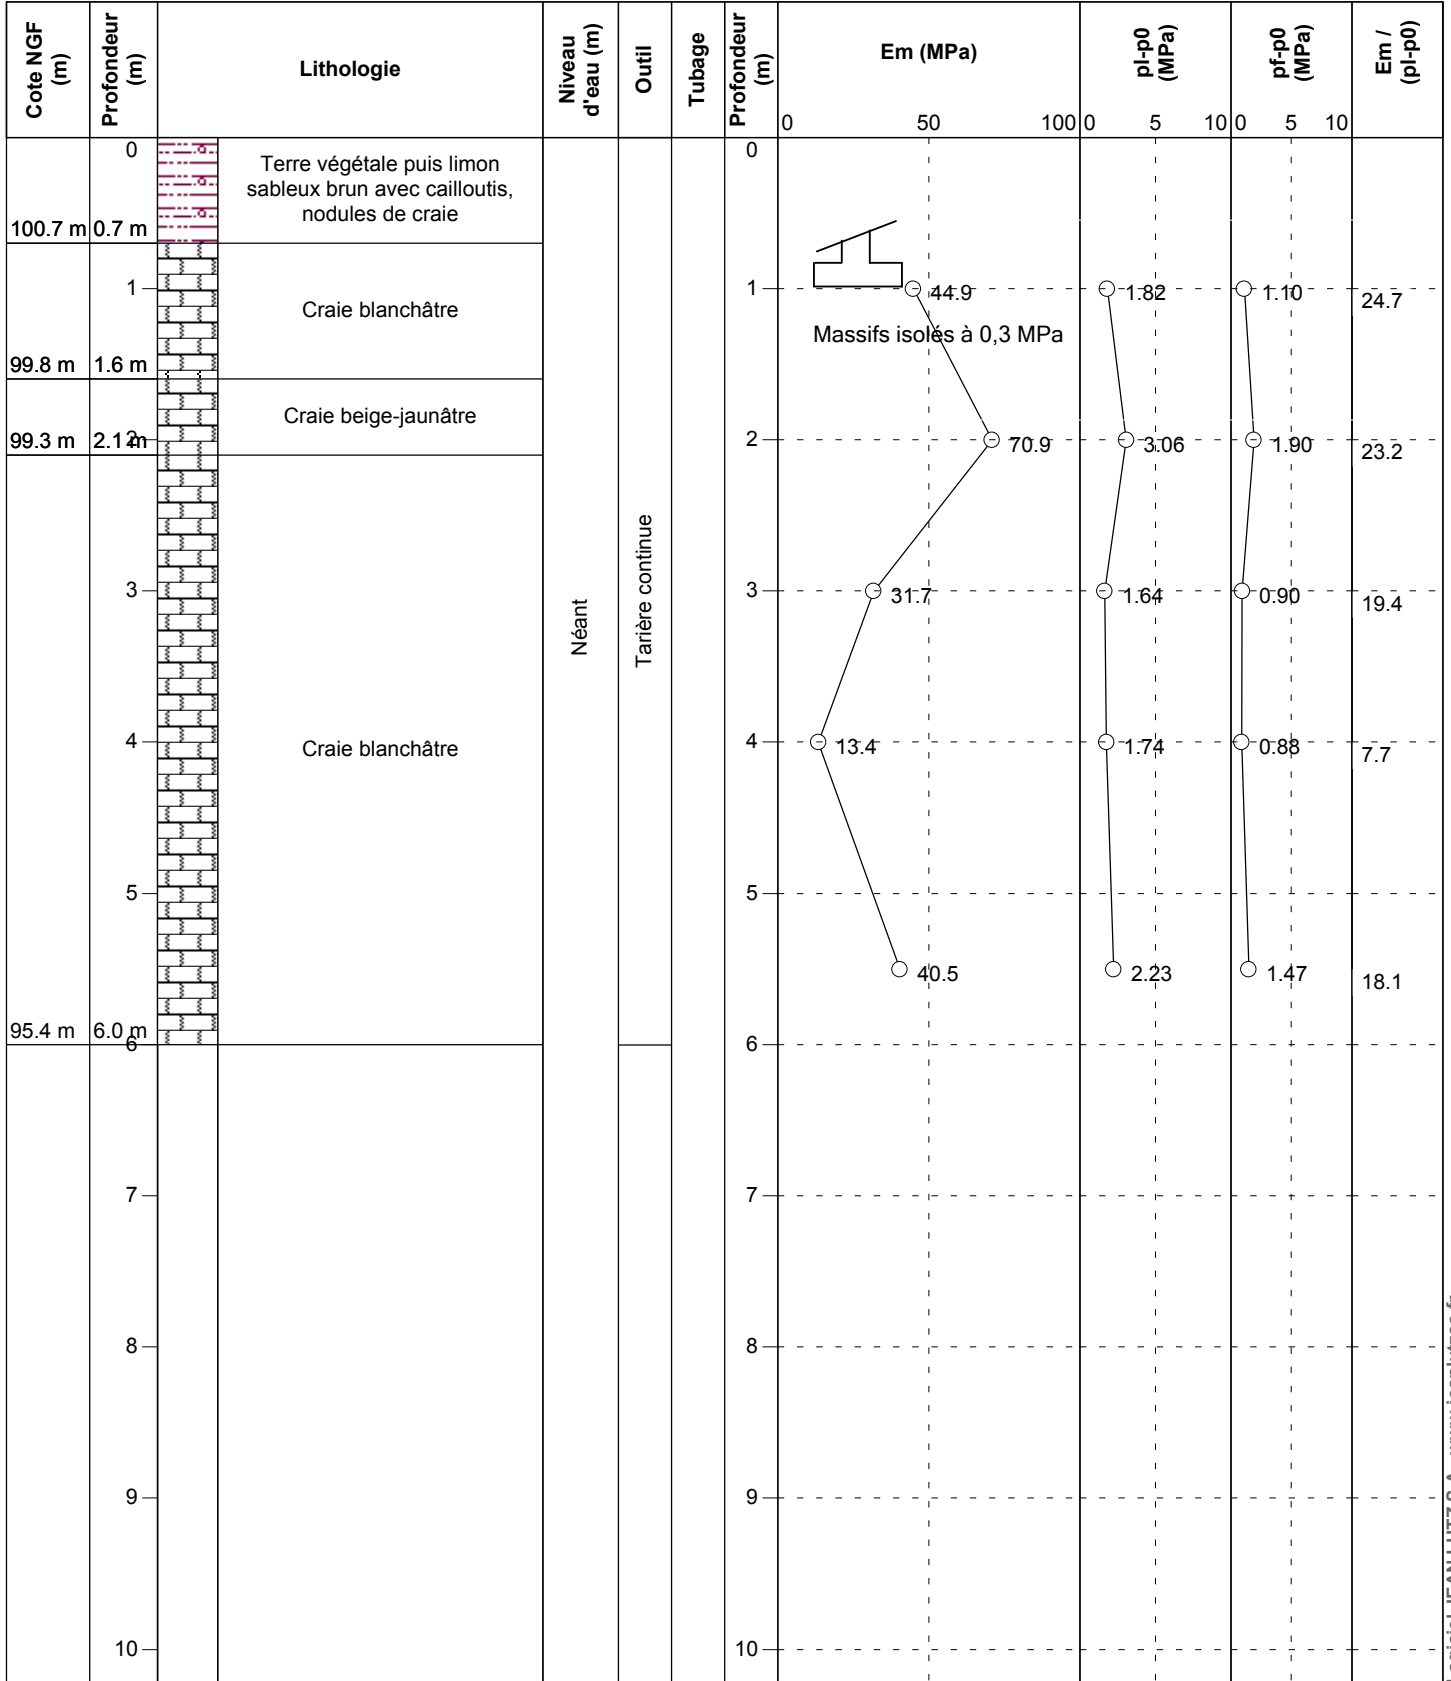 Cote NGF
(m)
Profondeur
(m)
Lithologie
Niveau
d'eau (m)
Outil
Tubage
Profondeur
(m)
Em (MPa)
pl-p0
(MPa)
pf-p0
(MPa)
Em /
(pl-p0)
0 50 100 0 5 10 0 5 10
0
Terre végétale puis limon
sableux brun avec cailloutis,
nodules de craie
100.7 m 0.7 m
0
1
Craie blanchâtre
99.8 m 1.6 m
1
44.9
1.82
1.10
24.7
Massifs isolés à 0,3 MPa
Craie beige-jaunâtre
99.3 m 2.1 m
2
2
70.9
3.06
1.90
23.2
Néant
Tarière continue
3
3
31.7
1.64
0.90
19.4
4
Craie blanchâtre
4
13.4
1.74
0.88
7.7
5
5
40.5
2.23
1.47
18.1
95.4 m 6.0 m
6
6
7
7
8
8
9
9
10
10